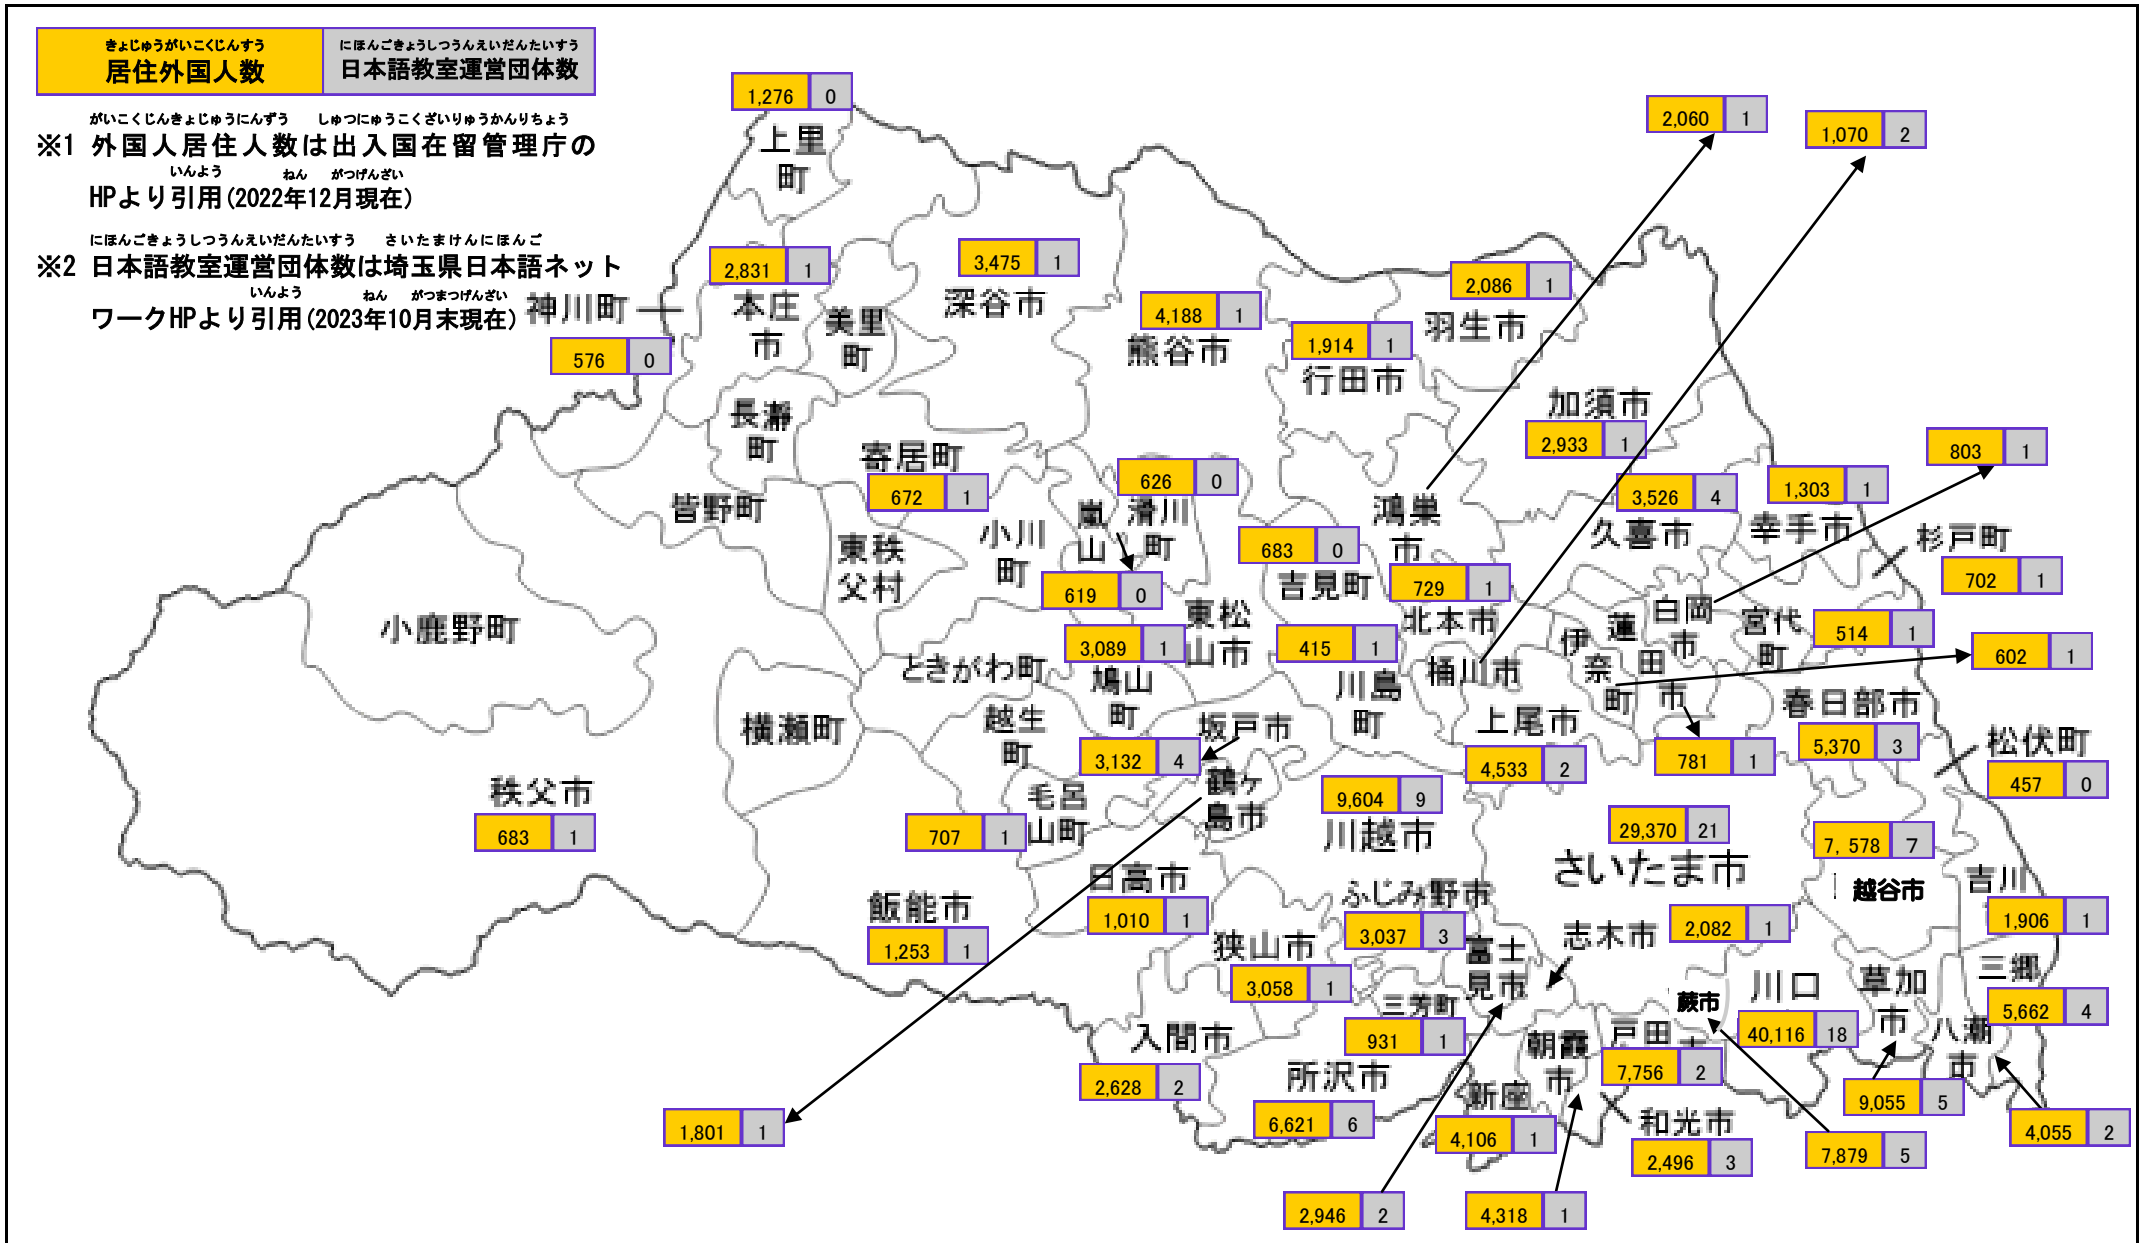 きょじゅうがいこくじんすう
居住外国人数
にほんごきょうしつうんえいだんたいすう
日本語教室運営団体数
がいこくじんきょじゅうにんずう　しゅつにゅうこくざいりゅうかんりちょう
※1 外国人居住人数は出入国在留管理庁の
いんよう　ねん　がつげんざい
HPより引用(2022年12月現在)
にほんごきょうしつうんえいだんたいすう　さいたまけんにほんご
※2 日本語教室運営団体数は埼玉県日本語ネット
いんよう　ねん　がつまつげんざい
ワークHPより引用(2023年10月末現在)
1,276 0
上里
町
2,060 1
1,070 2
2,831 1
本庄
市
神川町
576 0
美里
町
3,475 1
深谷市
4,188 1
熊谷市
1,914 1
行田市
2,086 1
羽生市
加須市
2,933 1
803 1
長瀞
町
寄居町
672 1
皆野町
東秩
父村
小川
町
嵐
山
626 0
滑川
町
619 0
683 0
吉見町
鴻巣
市
729 1
北本市
3,526 4
久喜市
1,303 1
幸手市
杉戸町
702 1
小鹿野町
ときがわ町
3,089 1
東松
山市
鳩山
町
415 1
川島
町
桶川市
伊
奈
町
蓮
田
市
白岡
市
宮代
町
514 1
602 1
横瀬町
越生
町
3,132 4
坂戸市
鶴ヶ
島市
上尾市
4,533 2
781 1
春日部市
5,370 3
松伏町
457 0
秩父市
683 1
707 1
毛呂
山町
9,604 9
川越市
29,370 21
さいたま市
7,578 7
越谷市
吉川
1,906 1
飯能市
1,253 1
日高市
1,010 1
狭山市
3,058 1
ふじみ野市
3,037 3
富士
見市
志木市
2,082 1
三芳町
931 1
蕨市
川口
40,116 18
草加
市
三郷
5,662 4
八潮
市
入間市
2,628 2
所沢市
6,621 6
新座
4,106 1
朝霞
市
戸田
7,756 2
和光市
2,496 3
9,055 5
7,879 5
4,055 2
1,801 1
2,946 2
4,318 1